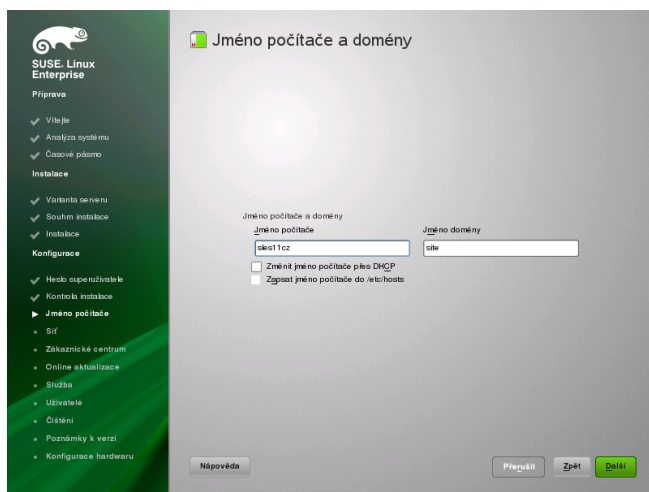 SUSE. Linux
Enterprise
Příprava
Vítejte
Analýza systému
Časové pásmo
Instalace
Varianta serveru
Souhrn instalace
Instalace
Konfigurace
Heslo superuživatele
Kontrola instalace
Jméno počítače
Síť
Zákaznické centrum
Online aktualizace
Služba
Uživatelé
Čištění
Poznámky k verzi
Konfigurace hardwaru
Jméno počítače a domény
Jméno počítače a domény
Jméno počítače Jméno domény
sles11cz site
Změnit jméno počítače přes DHCP
Zapsat jméno počítače do /etc/hosts
Nápověda Přerušit Zpět Další